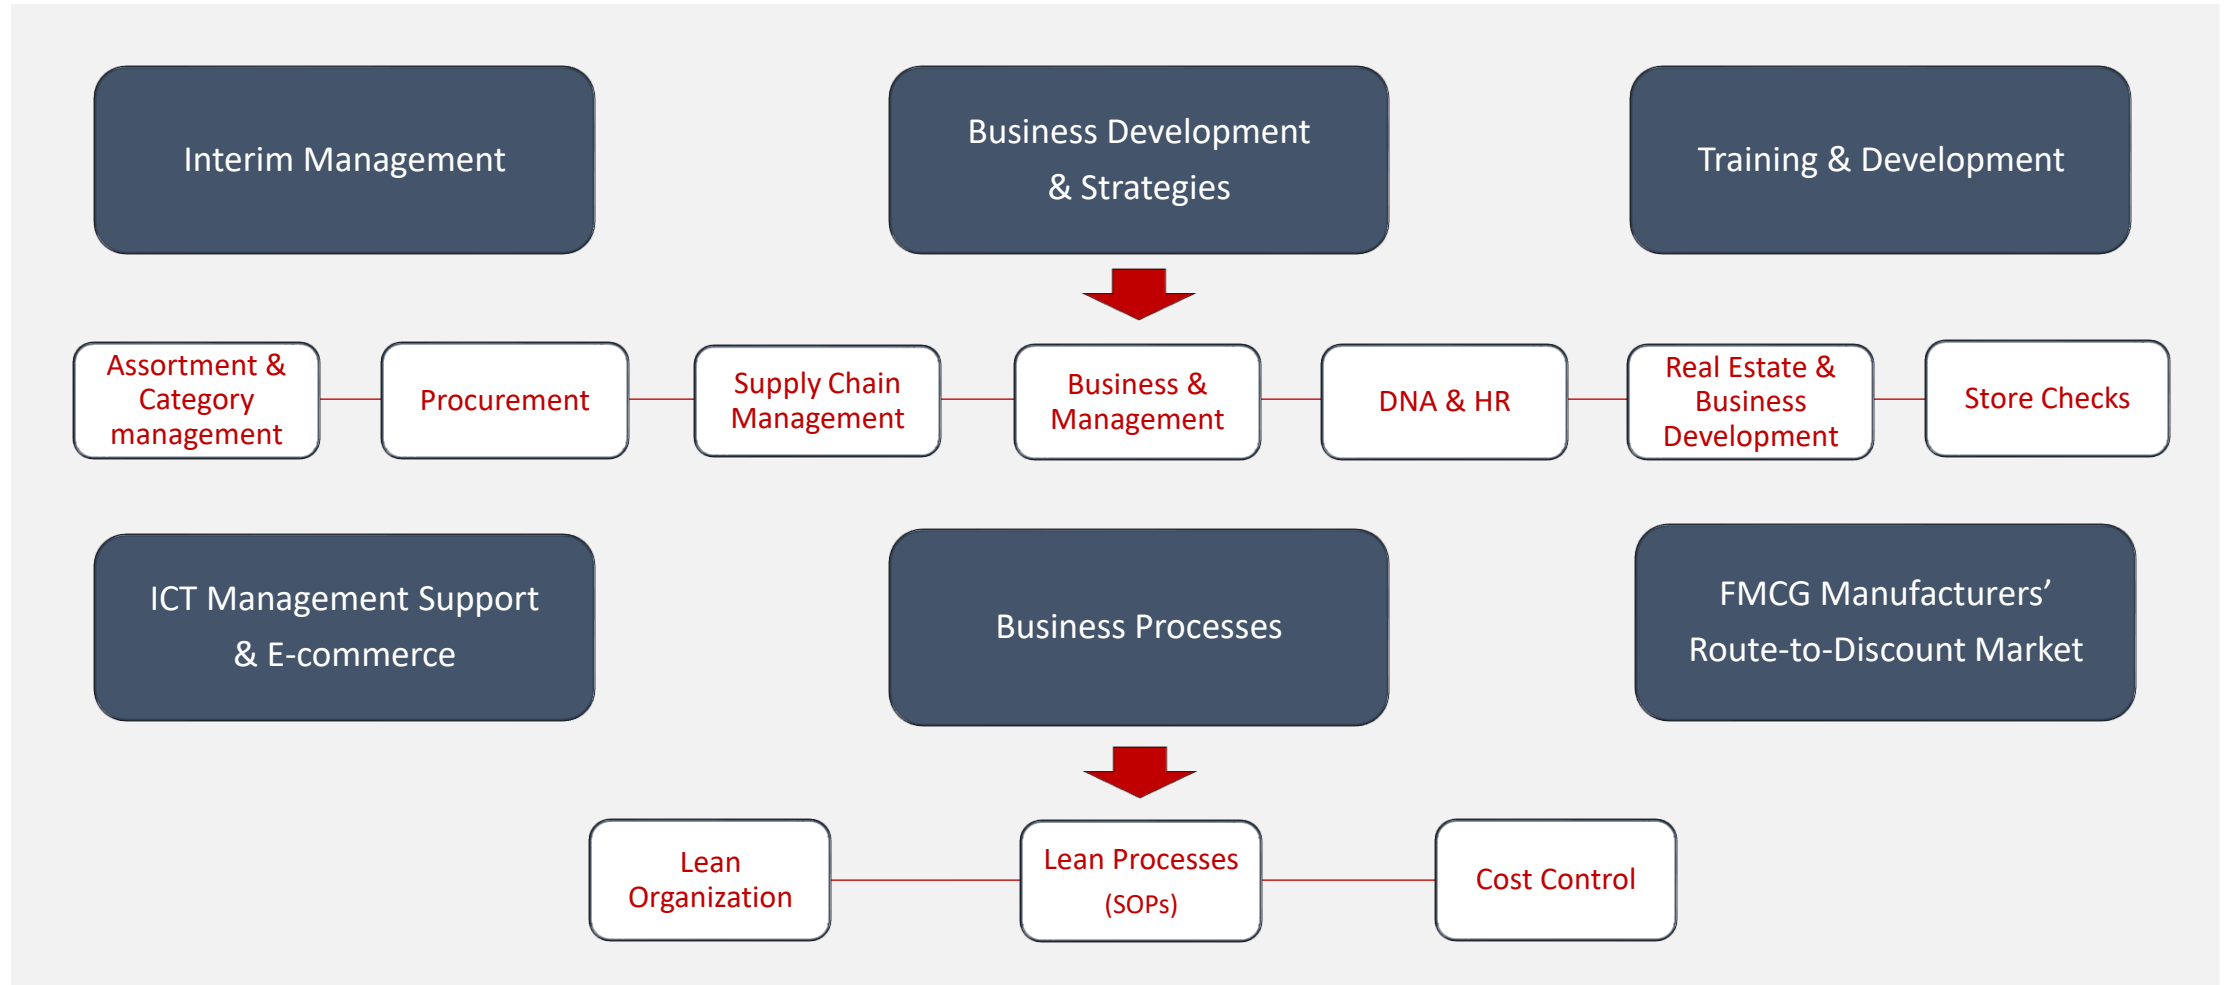 Interim Management
Business Development
& Strategies
Training & Development
Assortment &
Category
management
Procurement
Supply Chain
Management
Business &
Management
DNA & HR
Real Estate &
Business
Development
Store Checks
ICT Management Support
& E-commerce
Business Processes
FMCG Manufacturers’
Route-to-Discount Market
Lean
Organization
Lean Processes
(SOPs)
Cost Control